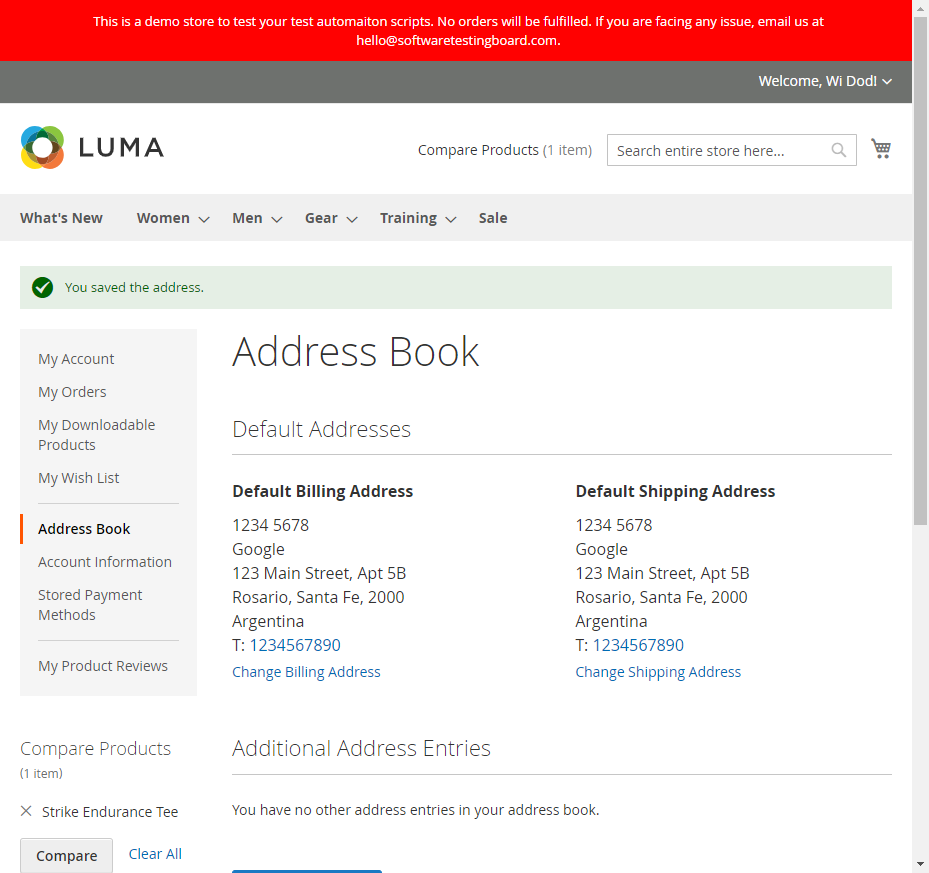 This is a demo store to test your test automaiton scripts. No orders will be fulfilled. If you are facing any issue, email us at
hello@softwaretestingboard.com.
Welcome, Wi Dod!
LUMA
Compare Products (1 item)
Search entire store here...
What's New
Women
Men
Gear
Training
Sale
You saved the address.
My Account
My Orders
My Downloadable
Products
My Wish List
Address Book
Account Information
Stored Payment
Methods
My Product Reviews
Compare Products
(1 item)
Strike Endurance Tee
Compare
Clear All
Address Book
Default Addresses
Default Billing Address
1234 5678
Google
123 Main Street, Apt 5B
Rosario, Santa Fe, 2000
Argentina
T: 1234567890
Change Billing Address
Default Shipping Address
1234 5678
Google
123 Main Street, Apt 5B
Rosario, Santa Fe, 2000
Argentina
T: 1234567890
Change Shipping Address
Additional Address Entries
You have no other address entries in your address book.